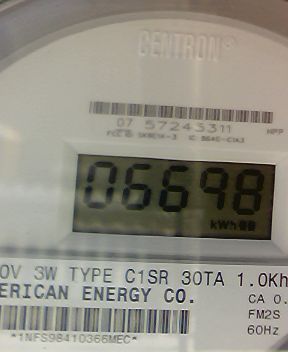 CENTRON®
07 57243311
HPP
06698
kWh
0V 3W TYPE C1SR 30TA 1.0Kh
ERICAN ENERGY CO.
CA 0.
FM2S
60Hz
*1NFS98410366MEC*